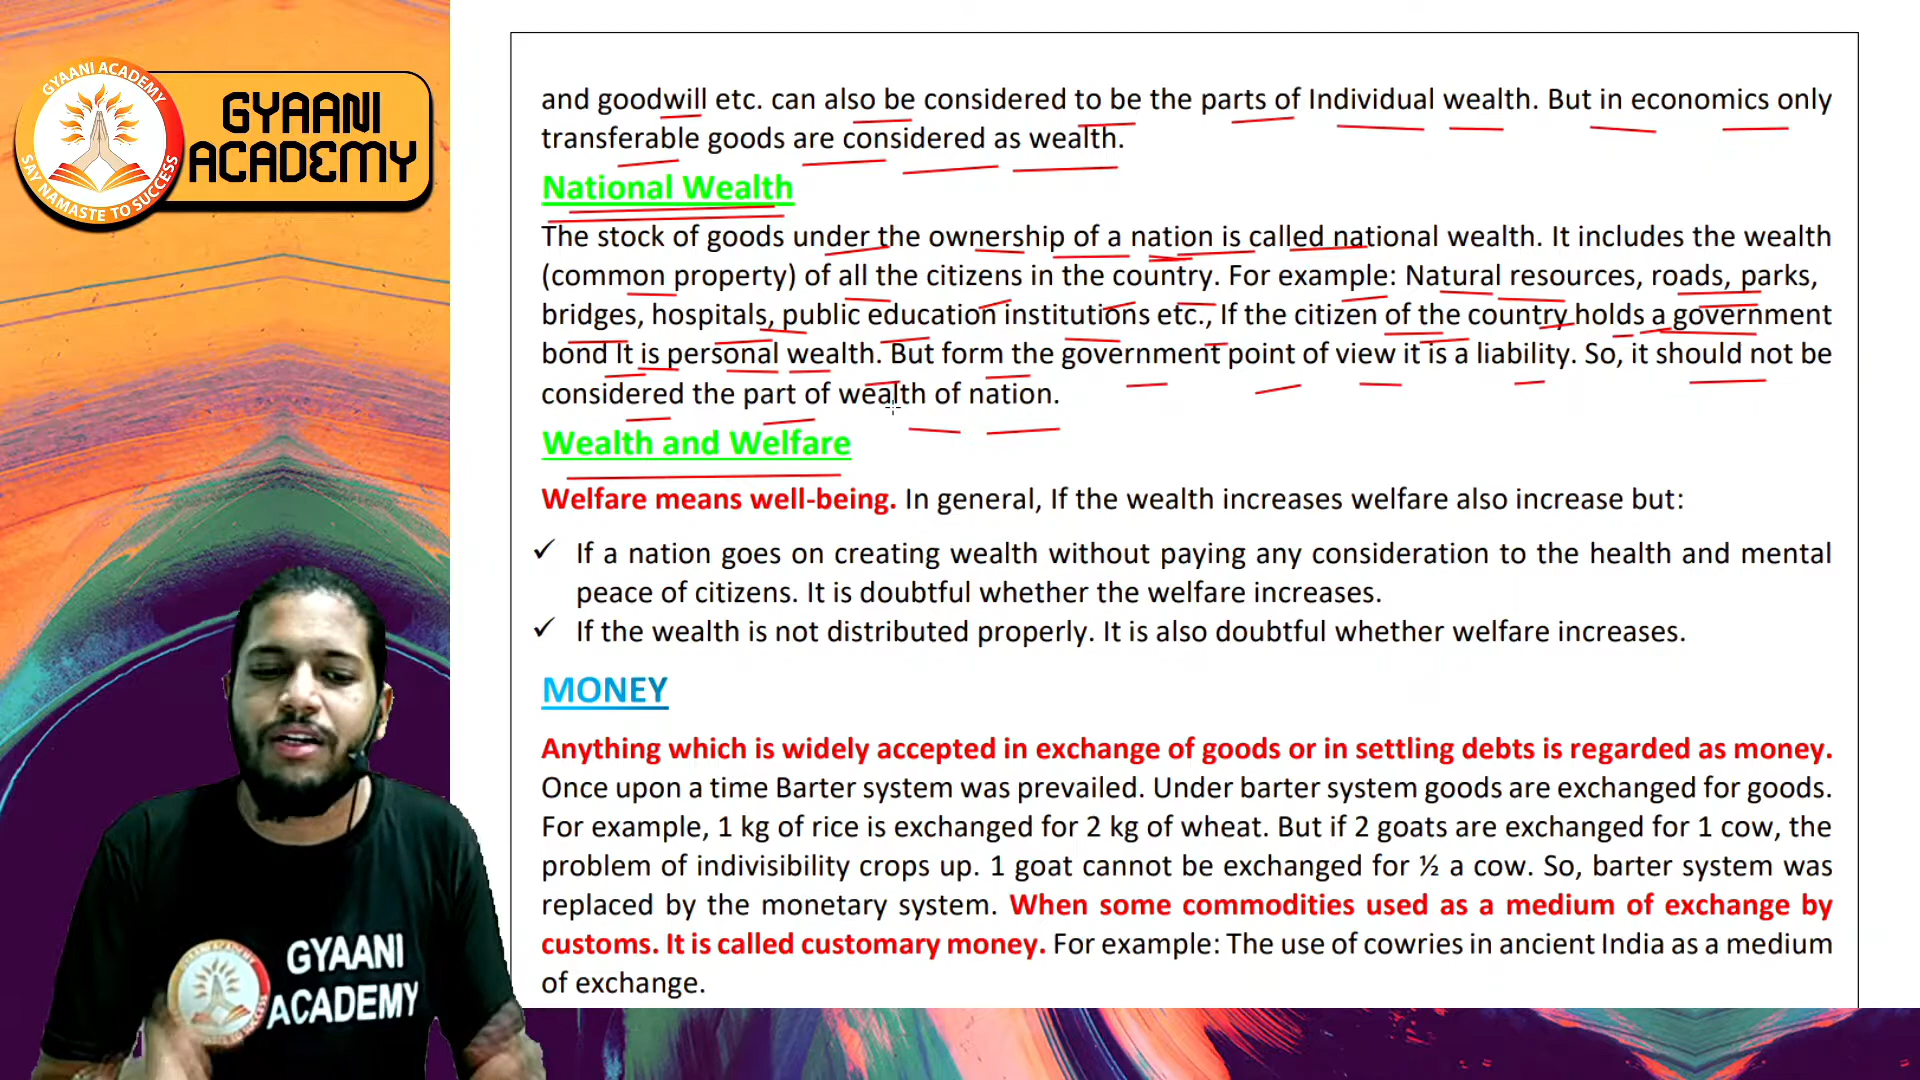 GYAANI ACADEMY
SAY NAMASTE TO SUCCESS
GYAANI
ACADEMY
and goodwill etc. can also be considered to be the parts of Individual wealth. But in economics only
transferable goods are considered as wealth.
National Wealth
The stock of goods under the ownership of a nation is called national wealth. It includes the wealth
(common property) of all the citizens in the country. For example: Natural resources, roads, parks,
bridges, hospitals, public education institutions etc., If the citizen of the country holds a government
bond It is personal wealth. But form the government point of view it is a liability. So, it should not be
considered the part of wealth of nation.
Wealth and Welfare
Welfare means well-being. In general, If the wealth increases welfare also increase but:
✓ If a nation goes on creating wealth without paying any consideration to the health and mental
peace of citizens. It is doubtful whether the welfare increases.
✓ If the wealth is not distributed properly. It is also doubtful whether welfare increases.
MONEY
Anything which is widely accepted in exchange of goods or in settling debts is regarded as money.
Once upon a time Barter system was prevailed. Under barter system goods are exchanged for goods.
For example, 1 kg of rice is exchanged for 2 kg of wheat. But if 2 goats are exchanged for 1 cow, the
problem of indivisibility crops up. 1 goat cannot be exchanged for ½ a cow. So, barter system was
replaced by the monetary system. When some commodities used as a medium of exchange by
customs. It is called customary money. For example: The use of cowries in ancient India as a medium
of exchange.
GYAANI
ACADEMY